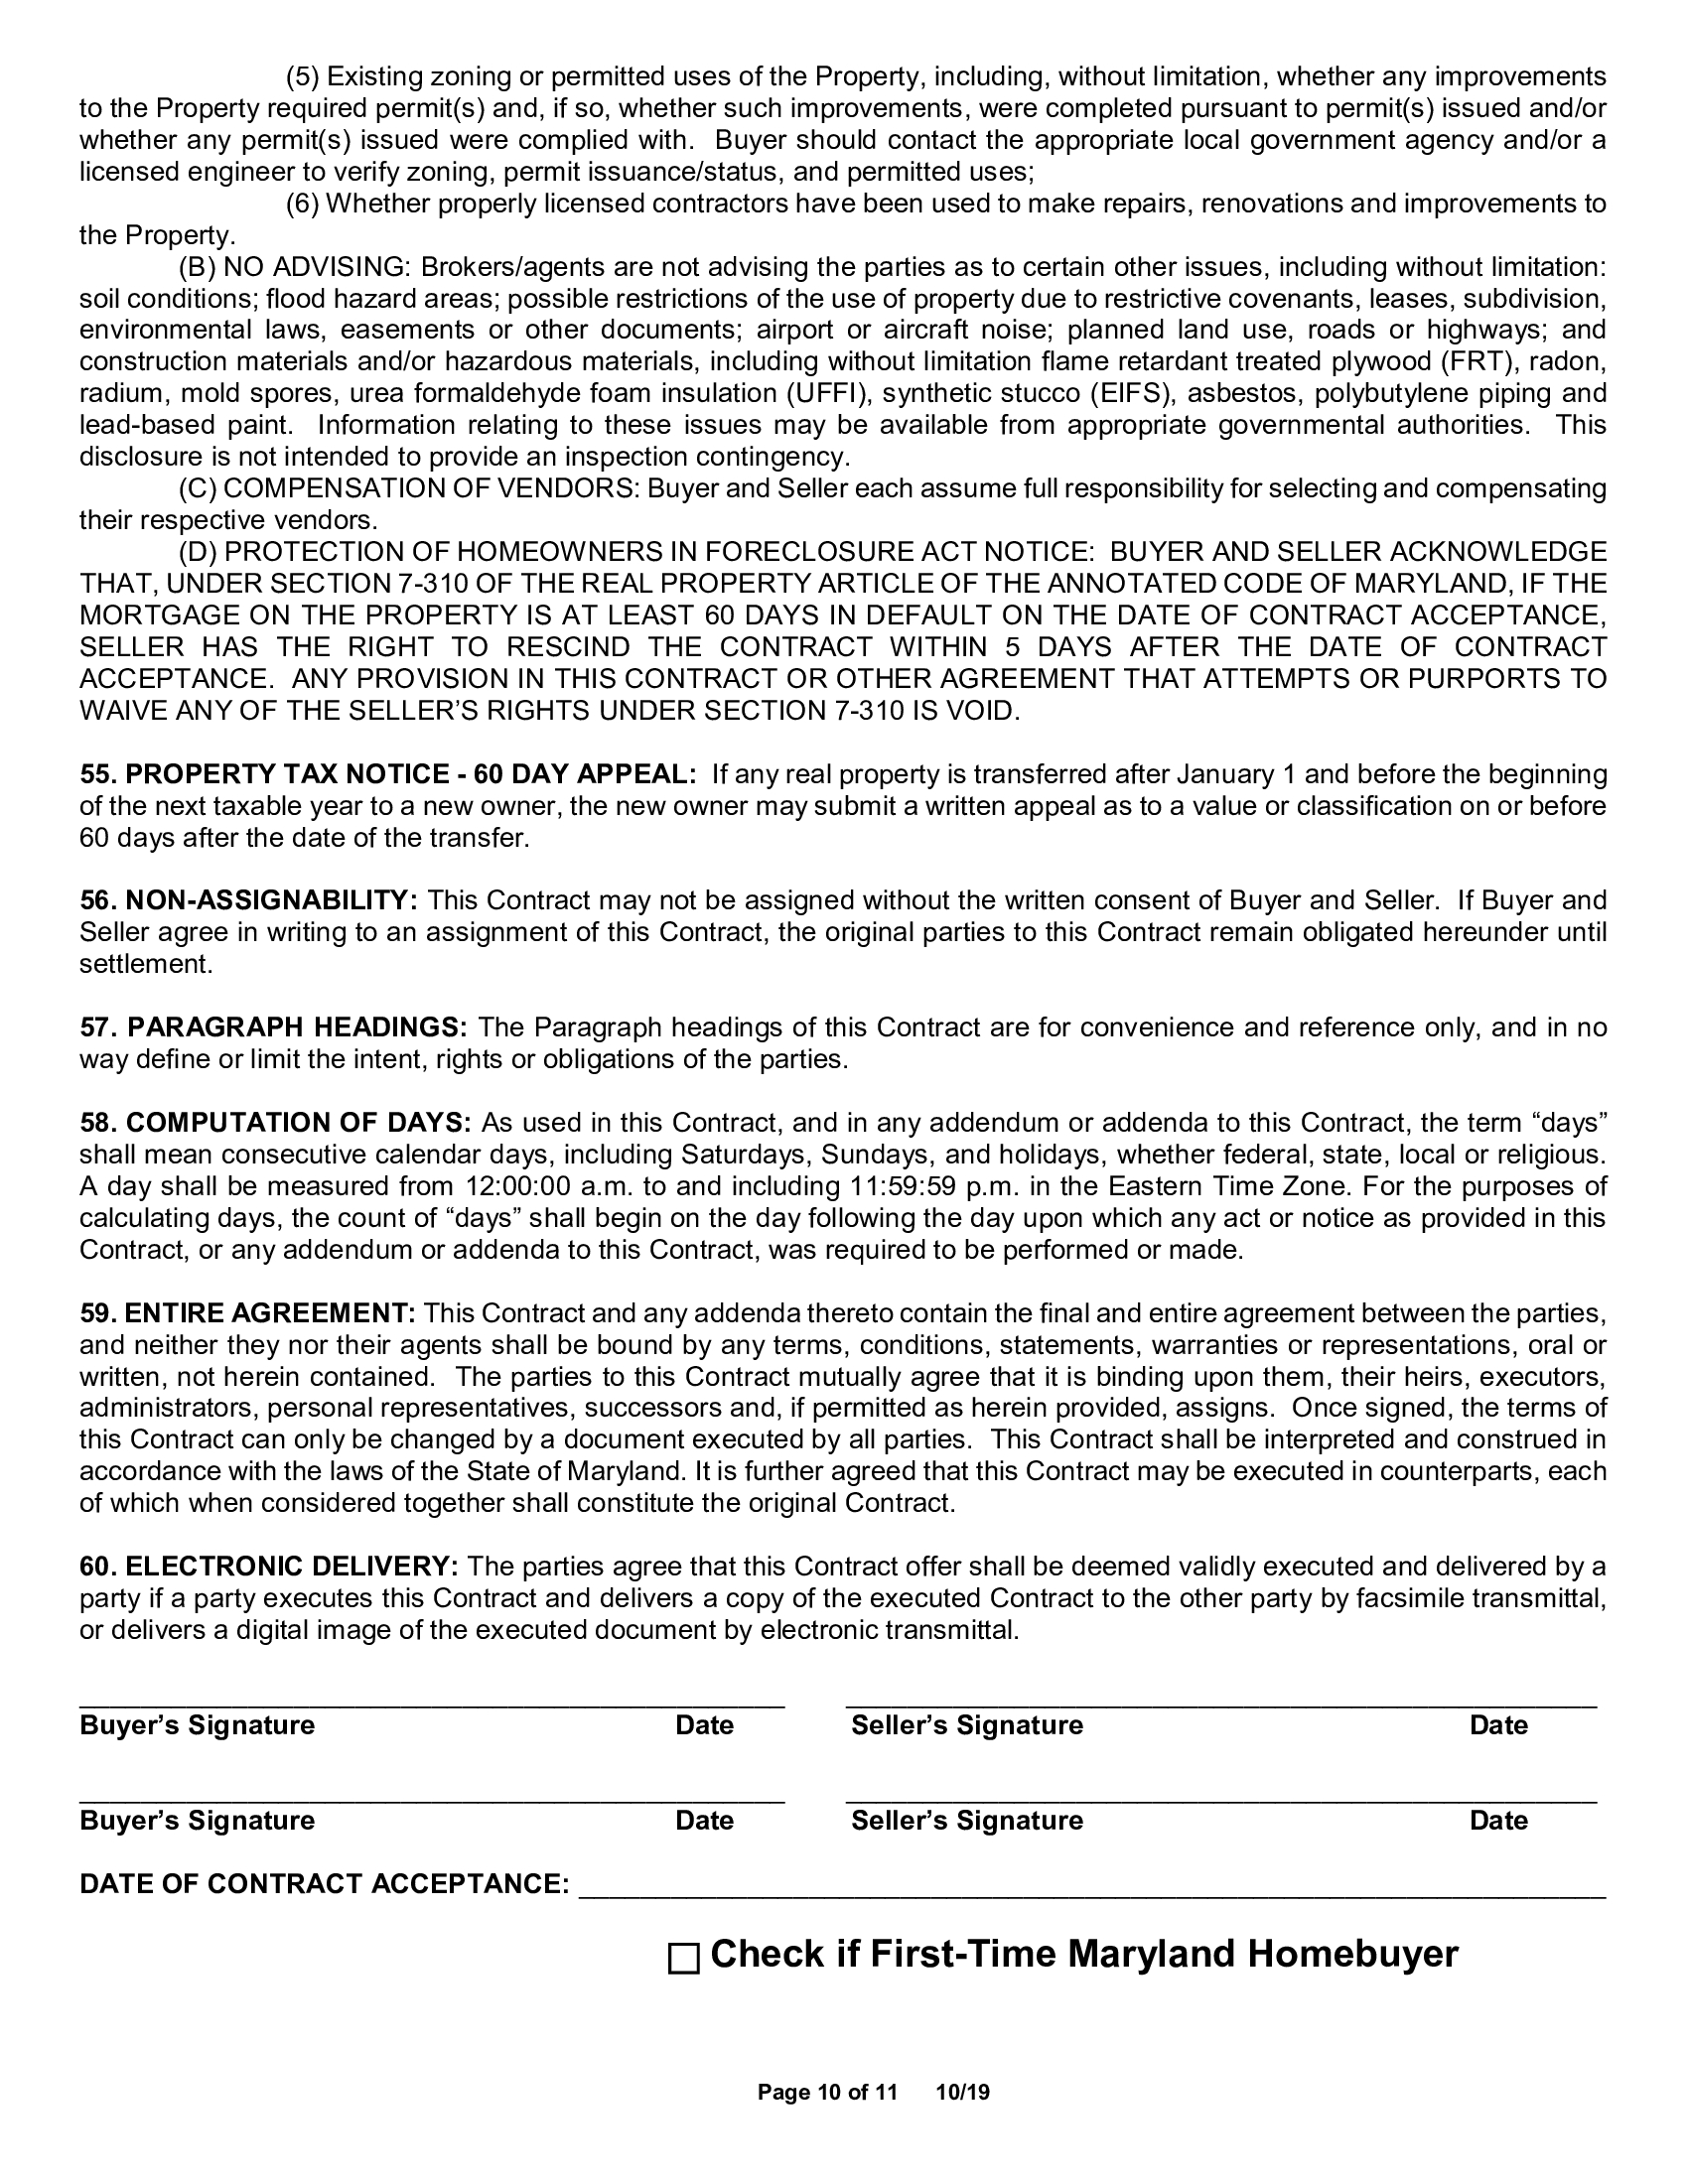 (5) Existing zoning or permitted uses of the Property, including, without limitation, whether any improvements
to the Property required permit(s) and, if so, whether such improvements, were completed pursuant to permit(s) issued and/or
whether any permit(s) issued were complied with.  Buyer should contact the appropriate local government agency and/or a
licensed engineer to verify zoning, permit issuance/status, and permitted uses;
(6) Whether properly licensed contractors have been used to make repairs, renovations and improvements to
the Property.
(B) NO ADVISING: Brokers/agents are not advising the parties as to certain other issues, including without limitation:
soil conditions; flood hazard areas; possible restrictions of the use of property due to restrictive covenants, leases, subdivision,
environmental laws, easements or other documents; airport or aircraft noise; planned land use, roads or highways; and
construction materials and/or hazardous materials, including without limitation flame retardant treated plywood (FRT), radon,
radium, mold spores, urea formaldehyde foam insulation (UFFI), synthetic stucco (EIFS), asbestos, polybutylene piping and
lead-based paint.  Information relating to these issues may be available from appropriate governmental authorities.  This
disclosure is not intended to provide an inspection contingency.
(C) COMPENSATION OF VENDORS: Buyer and Seller each assume full responsibility for selecting and compensating
their respective vendors.
(D) PROTECTION OF HOMEOWNERS IN FORECLOSURE ACT NOTICE:  BUYER AND SELLER ACKNOWLEDGE
THAT, UNDER SECTION 7-310 OF THE REAL PROPERTY ARTICLE OF THE ANNOTATED CODE OF MARYLAND, IF THE
MORTGAGE ON THE PROPERTY IS AT LEAST 60 DAYS IN DEFAULT ON THE DATE OF CONTRACT ACCEPTANCE,
SELLER HAS THE RIGHT TO RESCIND THE CONTRACT WITHIN 5 DAYS AFTER THE DATE OF CONTRACT
ACCEPTANCE.  ANY PROVISION IN THIS CONTRACT OR OTHER AGREEMENT THAT ATTEMPTS OR PURPORTS TO
WAIVE ANY OF THE SELLER’S RIGHTS UNDER SECTION 7-310 IS VOID.
55. PROPERTY TAX NOTICE - 60 DAY APPEAL:  If any real property is transferred after January 1 and before the beginning
of the next taxable year to a new owner, the new owner may submit a written appeal as to a value or classification on or before
60 days after the date of the transfer.
56. NON-ASSIGNABILITY: This Contract may not be assigned without the written consent of Buyer and Seller.  If Buyer and
Seller agree in writing to an assignment of this Contract, the original parties to this Contract remain obligated hereunder until
settlement.
57. PARAGRAPH HEADINGS: The Paragraph headings of this Contract are for convenience and reference only, and in no
way define or limit the intent, rights or obligations of the parties.
58. COMPUTATION OF DAYS: As used in this Contract, and in any addendum or addenda to this Contract, the term “days”
shall mean consecutive calendar days, including Saturdays, Sundays, and holidays, whether federal, state, local or religious.
A day shall be measured from 12:00:00 a.m. to and including 11:59:59 p.m. in the Eastern Time Zone. For the purposes of
calculating days, the count of “days” shall begin on the day following the day upon which any act or notice as provided in this
Contract, or any addendum or addenda to this Contract, was required to be performed or made.
59. ENTIRE AGREEMENT: This Contract and any addenda thereto contain the final and entire agreement between the parties,
and neither they nor their agents shall be bound by any terms, conditions, statements, warranties or representations, oral or
written, not herein contained.  The parties to this Contract mutually agree that it is binding upon them, their heirs, executors,
administrators, personal representatives, successors and, if permitted as herein provided, assigns.  Once signed, the terms of
this Contract can only be changed by a document executed by all parties.  This Contract shall be interpreted and construed in
accordance with the laws of the State of Maryland. It is further agreed that this Contract may be executed in counterparts, each
of which when considered together shall constitute the original Contract.
60. ELECTRONIC DELIVERY: The parties agree that this Contract offer shall be deemed validly executed and delivered by a
party if a party executes this Contract and delivers a copy of the executed Contract to the other party by facsimile transmittal,
or delivers a digital image of the executed document by electronic transmittal.
Buyer’s Signature Date Seller’s Signature Date
Buyer’s Signature Date Seller’s Signature Date
DATE OF CONTRACT ACCEPTANCE:
Check if First-Time Maryland Homebuyer
Page 10 of 11 10/19